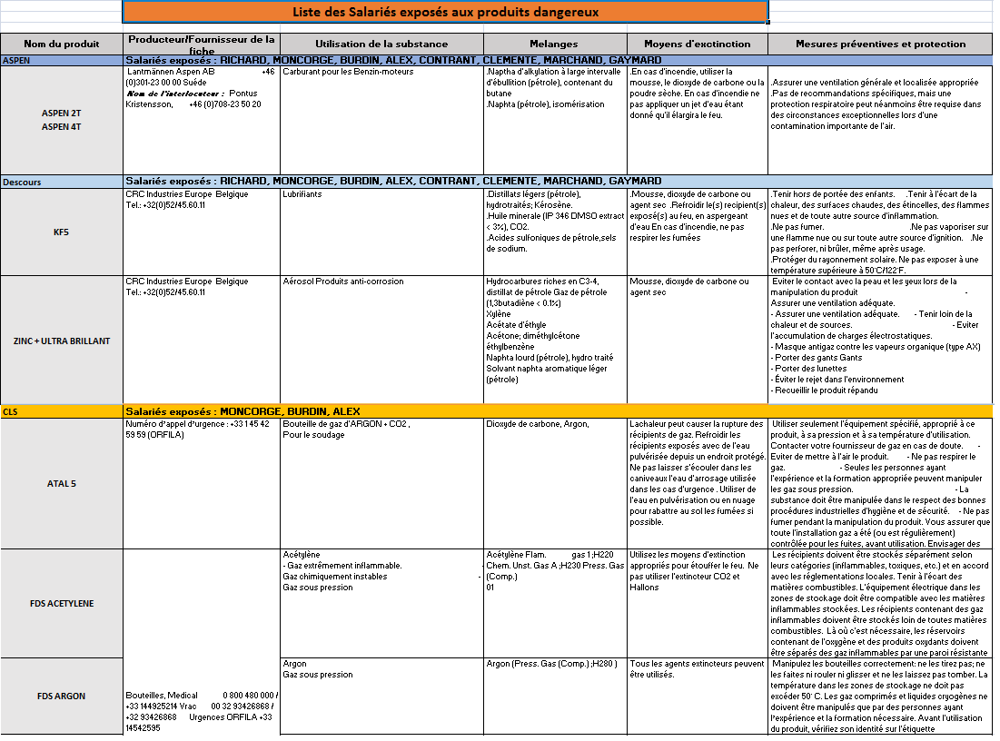 Liste des Salariés exposés aux produits dangereux
Nom du produit
Producteur/Fournisseur de la
fiche
Utilisation de la substance
Melanges
Moyens d'exctinction
Mesures préventives et protection
ASPEN
Salariés exposés : RICHARD, MONCORGE, BURDIN, ALEX, CONTRANT, CLEMENTE, MARCHAND, GAYMARD
ASPEN 2T
ASPEN 4T
Lantmännen Aspen AB +46
(0)301-23 00 00 Suéde
Nom de l'interlocuteur : Pontus
Kristensson, +46 (0)708-23 50 20
Carburant pour les Benzin-moteurs
.Naptha d'alkylation à large intervalle
d'ébullition (pétrole), contenant du
butane
.Naphta (pétrole), isomérisation
.En cas d'incendie, utiliser la
mousse, le dioxyde de carbone ou la
poudre sèche. En cas d'incendie ne
pas appliquer un jet d'eau étant
donné qu'il élargira le feu.
.Assurer une ventilation générale et localisée appropriée
.Pas de recommandations spécifiques, mais une
protection respiratoire peut néanmoins être requise dans
des circonstances exceptionnelles lors d'une
contamination importante de l'air.
Descours
Salariés exposés : RICHARD, MONCORGE, BURDIN, ALEX, CONTRANT, CLEMENTE, MARCHAND, GAYMARD
KF5
CRC Industries Europe Belgique
Tel.: +32(0)52/45.60.11
Lubrifiants
.Distillats légers (pétrole),
hydrotraités; Kérosène.
.Huile minerale (IP 346 DMSO extract
< 3%), CO2.
.Acides sulfoniques de pétrole,sels
de sodium.
.Mousse, dioxyde de carbone ou
agent sec .Refroidir le(s) recipient(s)
exposé(s) au feu, en aspergeant
d'eau En cas d'incendie, ne pas
respirer les fumées
.Tenir hors de portée des enfants. .Tenir à l'écart de la
chaleur, des surfaces chaudes, des étincelles, des flammes
nues et de toute autre source d'inflammation.
.Ne pas fumer. .Ne pas vaporiser sur
une flamme nue ou sur toute autre source d'ignition. .Ne
pas perforer, ni brûler, même après usage.
.Protéger du rayonnement solaire. Ne pas exposer à une
température supérieure à 50°C/122°F.
ZINC + ULTRA BRILLANT
CRC Industries Europe Belgique
Tel.: +32(0)52/45.60.11
Aérosol Produits anti-corrosion
Hydrocarbures riches en C3-4,
distillat de pétrole Gaz de pétrole
(1,3butadiène < 0.1%)
Xylène
Acétate d'éthyle
Acétone; diméthylcétone
éthylbenzène
Naphta lourd (pétrole), hydro traité
Solvant naphta aromatique léger
(pétrole)
Mousse, dioxyde de carbone ou
agent sec
Eviter le contact avec la peau et les yeux lors de la
manipulation du produit -
Assurer une ventilation adéquate.
- Assurer une ventilation adéquate. - Tenir loin de la
chaleur et de sources. - Eviter
l'accumulation de charges électrostatiques.
- Masque antigaz contre les vapeurs organique (type AX)
- Porter des gants Gants
- Porter des lunettes
- Éviter le rejet dans l'environnement
- Recueillir le produit répandu
CLS
Salariés exposés : MONCORGE, BURDIN, ALEX
ATAL 5
Numéro d'appel d'urgence : +33 1 45 42
59 59 (ORFILA)
Bouteille de gaz d'ARGON + CO2 ,
Pour le soudage
Dioxyde de carbone, Argon,
Lachaleur peut causer la rupture des
récipients de gaz. Refroidir les
récipients exposés avec de l'eau
pulvérisée depuis un endroit protégé.
Ne pas laisser s'écouler dans les
caniveaux l'eau d'arrosage utilisée
dans les cas d'urgence . Utiliser de
l'eau en pulvérisation ou en nuage
pour rabattre au sol les fumées si
possible.
Utiliser seulement l'équipement spécifié, approprié à ce
produit, à sa pression et à sa température d'utilisation.
Contacter votre fournisseur de gaz en cas de doute. -
Eviter de mettre à l'air le produit. - Ne pas respirer le
gaz. - Seules les personnes ayant
l'expérience et la formation appropriée peuvent manipuler
les gaz sous pression. - La
substance doit être manipulée dans le respect des bonnes
procédures industrielles d'hygiène et de sécurité. - Ne pas
fumer pendant la manipulation du produit. Vous assurer que
toute l'installation gaz a été (ou est régulièrement)
contrôlée pour les fuites, avant utilisation. Envisager des
FDS ACETYLENE
Acétylène
- Gaz extrêmement inflammable. -
Gaz chimiquement instables -
Gaz sous pression
Acétylène Flam. gas 1 ;H220
Chem. Unst. Gas A ;H230 Press. Gas
(Comp.)
01
Utilisez les moyens d'extinction
appropriés pour étouffer le feu. Ne
pas utiliser l'extincteur CO2 et
Hallons
Les récipients doivent être stockés séparément selon
leurs catégories (inflammables, toxiques, etc.) et en accord
avec les réglementations locales. Tenir à l'écart des
matières combustibles. L'équipement électrique dans les
zones de stockage doit être compatible avec les matières
inflammables stockées. Les récipients contenant des gaz
inflammables doivent être stockés loin de toutes matières
combustibles. Là où c'est nécessaire, les réservoirs
contenant de l'oxygène et des produits oxydants doivent
être séparés des gaz inflammables par une paroi résistante
FDS ARGON
Bouteilles, Medical 0 800 480 000 /
+33 144925214 Vrac 00 32 93426868 /
+32 93426868 Urgences ORFILA +33
14542595
Argon
Gaz sous pression
Argon (Press. Gas (Comp.) ;H280 )
Tous les agents extincteurs peuvent
être utilisés.
Manipulez les bouteilles correctement: ne les tirez pas; ne
les faites ni rouler ni glisser et ne les laissez pas tomber. La
température dans les zones de stockage ne doit pas
excéder 50° C. Les gaz comprimés et liquides cryogènes ne
doivent être manipulés que par des personnes ayant
l'expérience et la formation nécessaire. Avant l'utilisation
du produit, vérifiez son identité sur l'étiquette